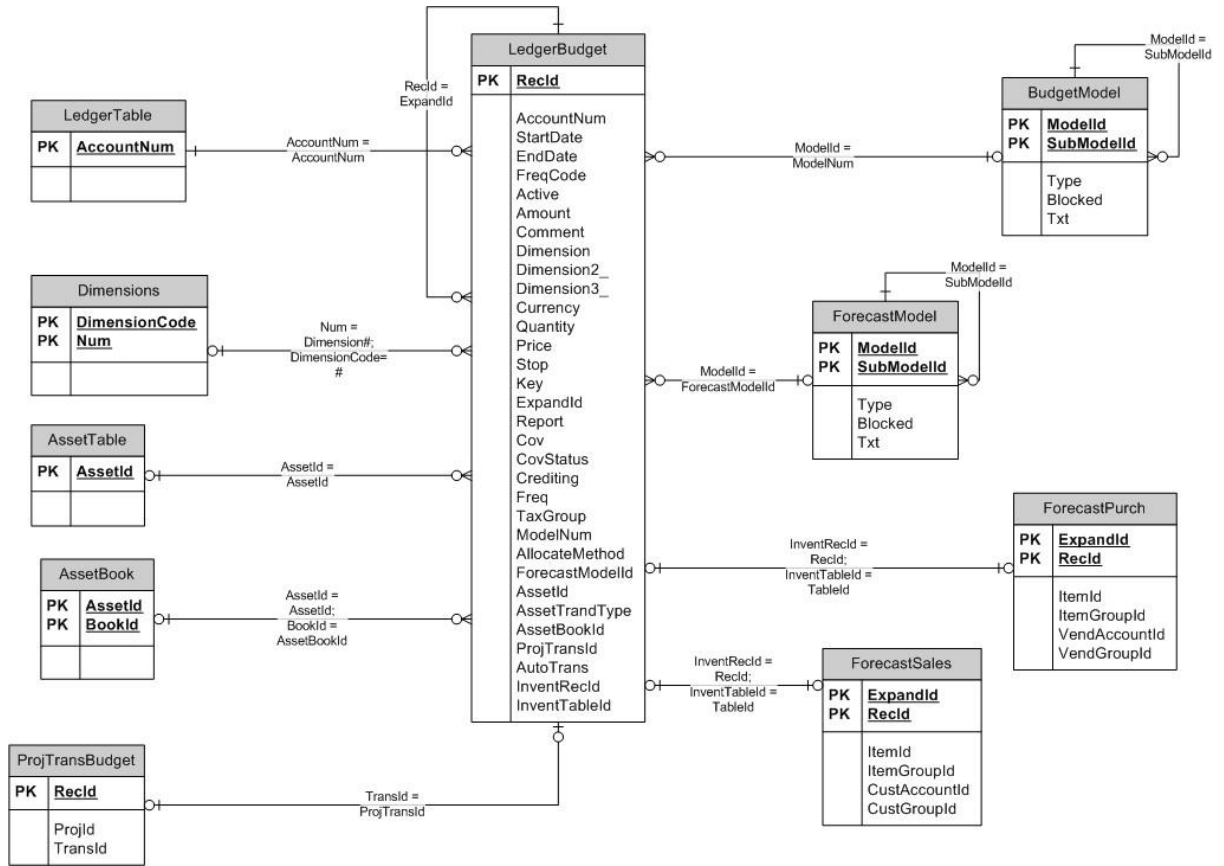 LedgerTable
PK AccountNum
AccountNum =
AccountNum
Dimensions
PK DimensionCode
PK Num
Num =
Dimension#;
DimensionCode=
#
AssetTable
PK AssetId
AssetId =
AssetId
AssetBook
PK AssetId
PK BookId
AssetId =
AssetId;
BookId =
AssetBookId
ProjTransBudget
PK RecId
ProjId
TransId
TransId =
ProjTransId
RecId =
ExpandId
LedgerBudget
PK RecId
AccountNum
StartDate
EndDate
FreqCode
Active
Amount
Comment
Dimension
Dimension2_
Dimension3_
Currency
Quantity
Price
Stop
Key
ExpandId
Report
Cov
CovStatus
Crediting
Freq
TaxGroup
ModelNum
AllocateMethod
ForecastModelId
AssetId
AssetTrandType
AssetBookId
ProjTransId
AutoTrans
InventRecId
InventTableId
ModelId =
SubModelId
BudgetModel
PK ModelId
PK SubModelId
Type
Blocked
Txt
ModelId =
ModelNum
ModelId =
SubModelId
ForecastModel
PK ModelId
PK SubModelId
Type
Blocked
Txt
ModelId =
ForecastModelId
ForecastPurch
PK ExpandId
PK RecId
ItemId
ItemGroupId
VendAccountId
VendGroupId
InventRecId =
RecId;
InventTableId =
TableId
ForecastSales
PK ExpandId
PK RecId
ItemId
ItemGroupId
CustAccountId
CustGroupId
InventRecId =
RecId;
InventTableId =
TableId